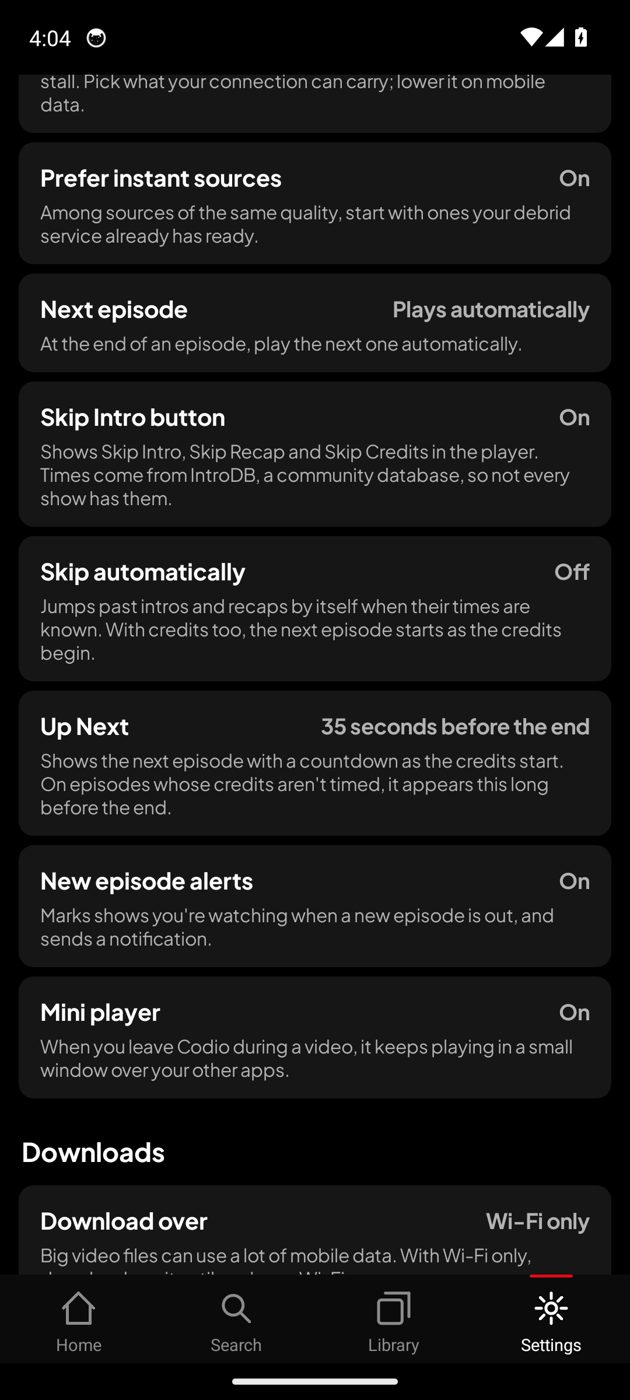 4:04
stall. Pick what your connection can carry; lower it on mobile
data.
Prefer instant sources On
Among sources of the same quality, start with ones your debrid
service already has ready.
Next episode Plays automatically
At the end of an episode, play the next one automatically.
Skip Intro button On
Shows Skip Intro, Skip Recap and Skip Credits in the player.
Times come from IntroDB, a community database, so not every
show has them.
Skip automatically Off
Jumps past intros and recaps by itself when their times are
known. With credits too, the next episode starts as the credits
begin.
Up Next 35 seconds before the end
Shows the next episode with a countdown as the credits start.
On episodes whose credits aren't timed, it appears this long
before the end.
New episode alerts On
Marks shows you're watching when a new episode is out, and
sends a notification.
Mini player On
When you leave Codio during a video, it keeps playing in a small
window over your other apps.
Downloads
Download over Wi-Fi only
Big video files can use a lot of mobile data. With Wi-Fi only,
Home Search Library Settings